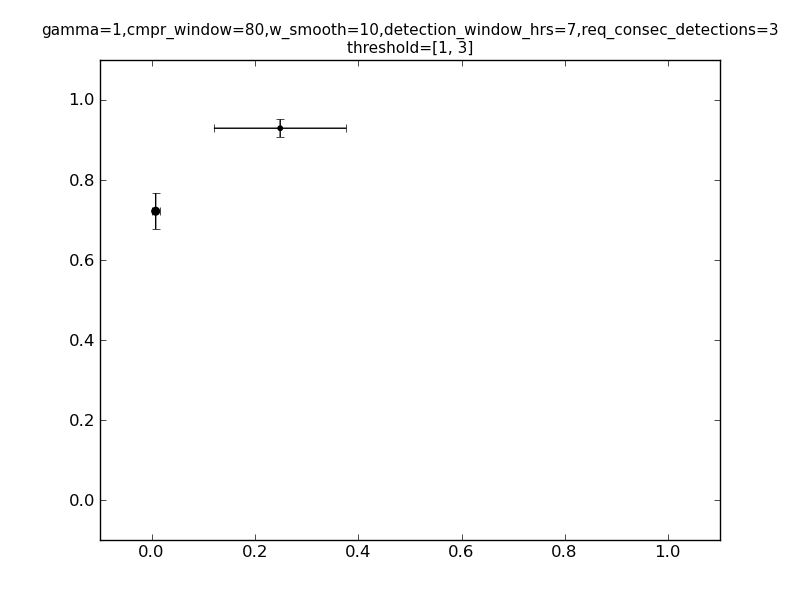 gamma=1,cmpr_window=80,w_smooth=10,detection_window_hrs=7,req_consec_detections=3
threshold=[1, 3]
1.0
0.8
0.6
0.4
0.2
0.0
0.0 0.2 0.4 0.6 0.8 1.0